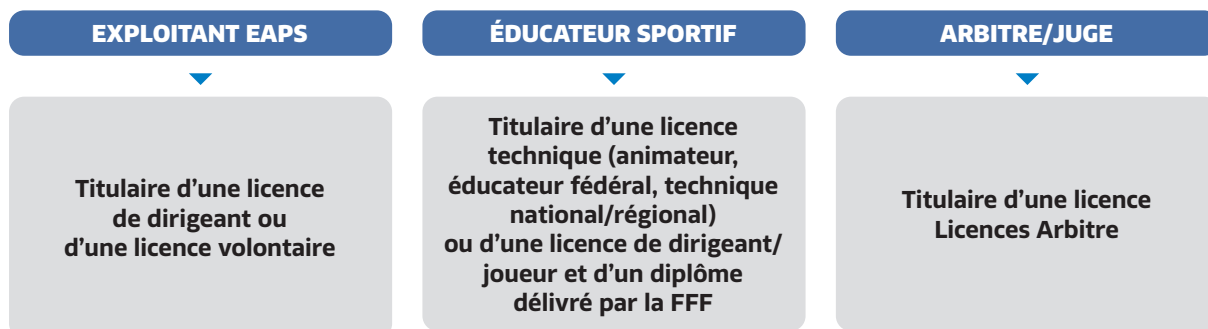 EXPLOITANT EAPS
Titulaire d’une licence
de dirigeant ou
d’une licence volontaire
ÉDUCATEUR SPORTIF
Titulaire d’une licence
technique (animateur,
éducateur fédéral, technique
national/régional)
ou d’une licence de dirigeant/
joueur et d’un diplôme
délivré par la FFF
ARBITRE/JUGE
Titulaire d’une licence
Licences Arbitre